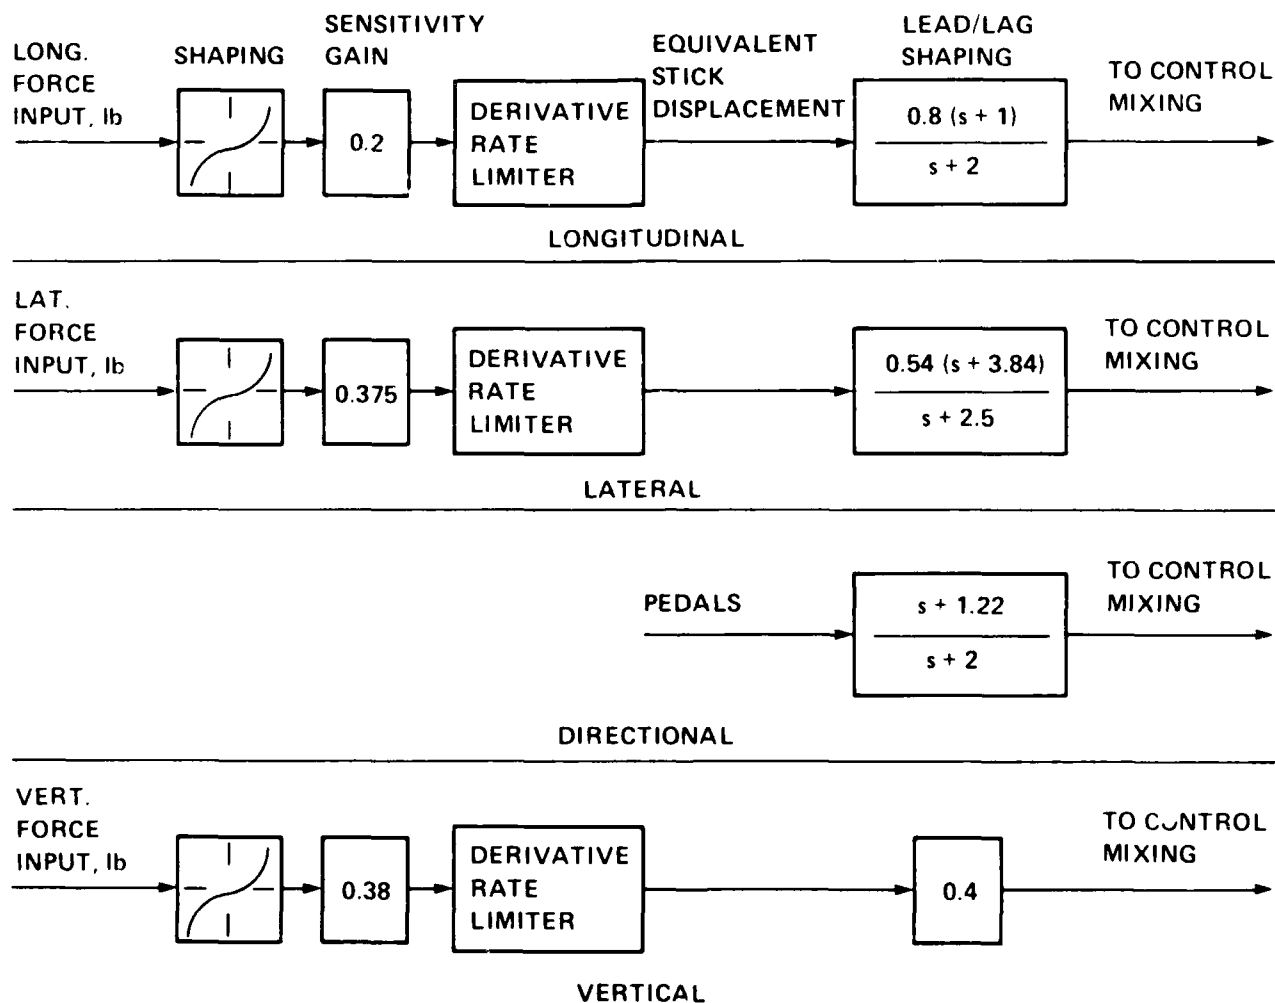 LONG.
FORCE
INPUT, lb
SHAPING
SENSITIVITY
GAIN
0.2
DERIVATIVE
RATE
LIMITER
EQUIVALENT
STICK
DISPLACEMENT
LEAD/LAG
SHAPING
0.8 (s + 1)
s + 2
TO CONTROL
MIXING
LONGITUDINAL
LAT.
FORCE
INPUT, lb
0.375
DERIVATIVE
RATE
LIMITER
0.54 (s + 3.84)
s + 2.5
TO CONTROL
MIXING
LATERAL
PEDALS
s + 1.22
s + 2
TO CONTROL
MIXING
DIRECTIONAL
VERT.
FORCE
INPUT, lb
0.38
DERIVATIVE
RATE
LIMITER
0.4
TO CONTROL
MIXING
VERTICAL